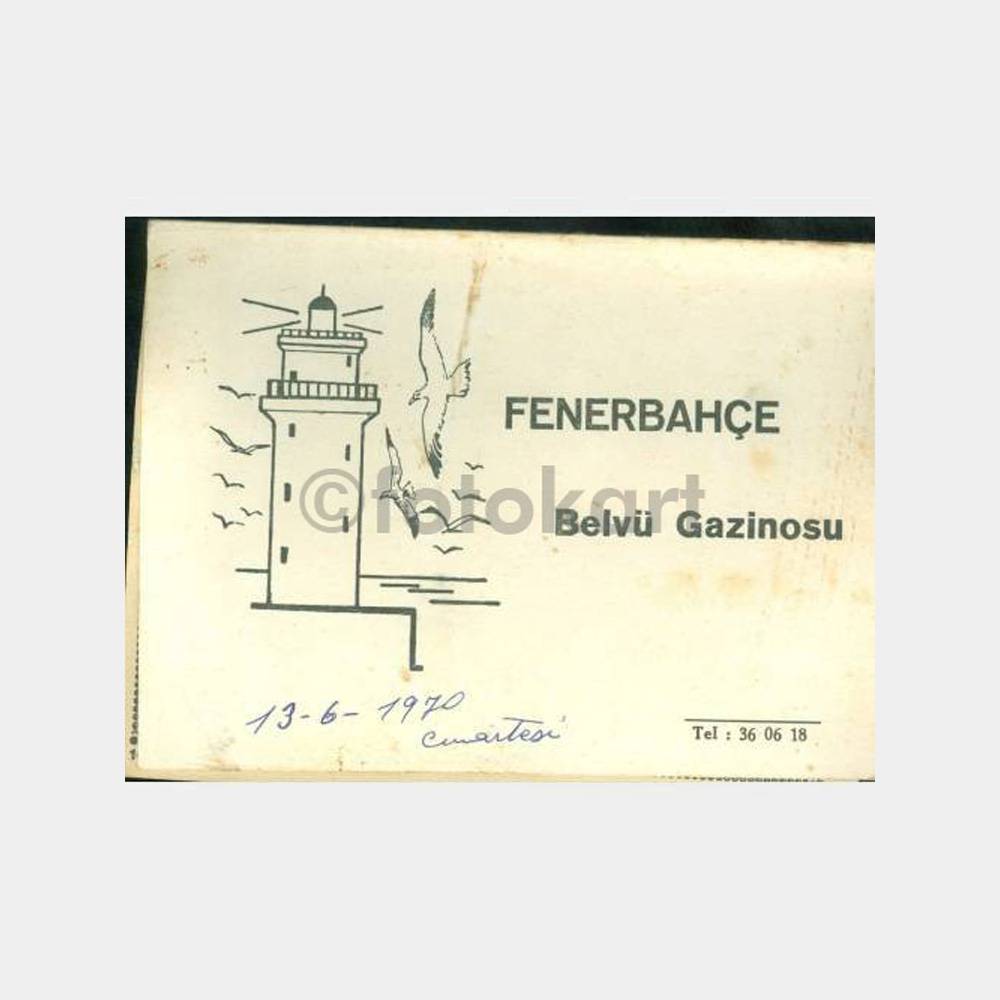 FENERBAHÇE
©fotokart
Belvü Gazinosu
13-6-1970
Cumartesi
Tel : 36 06 18